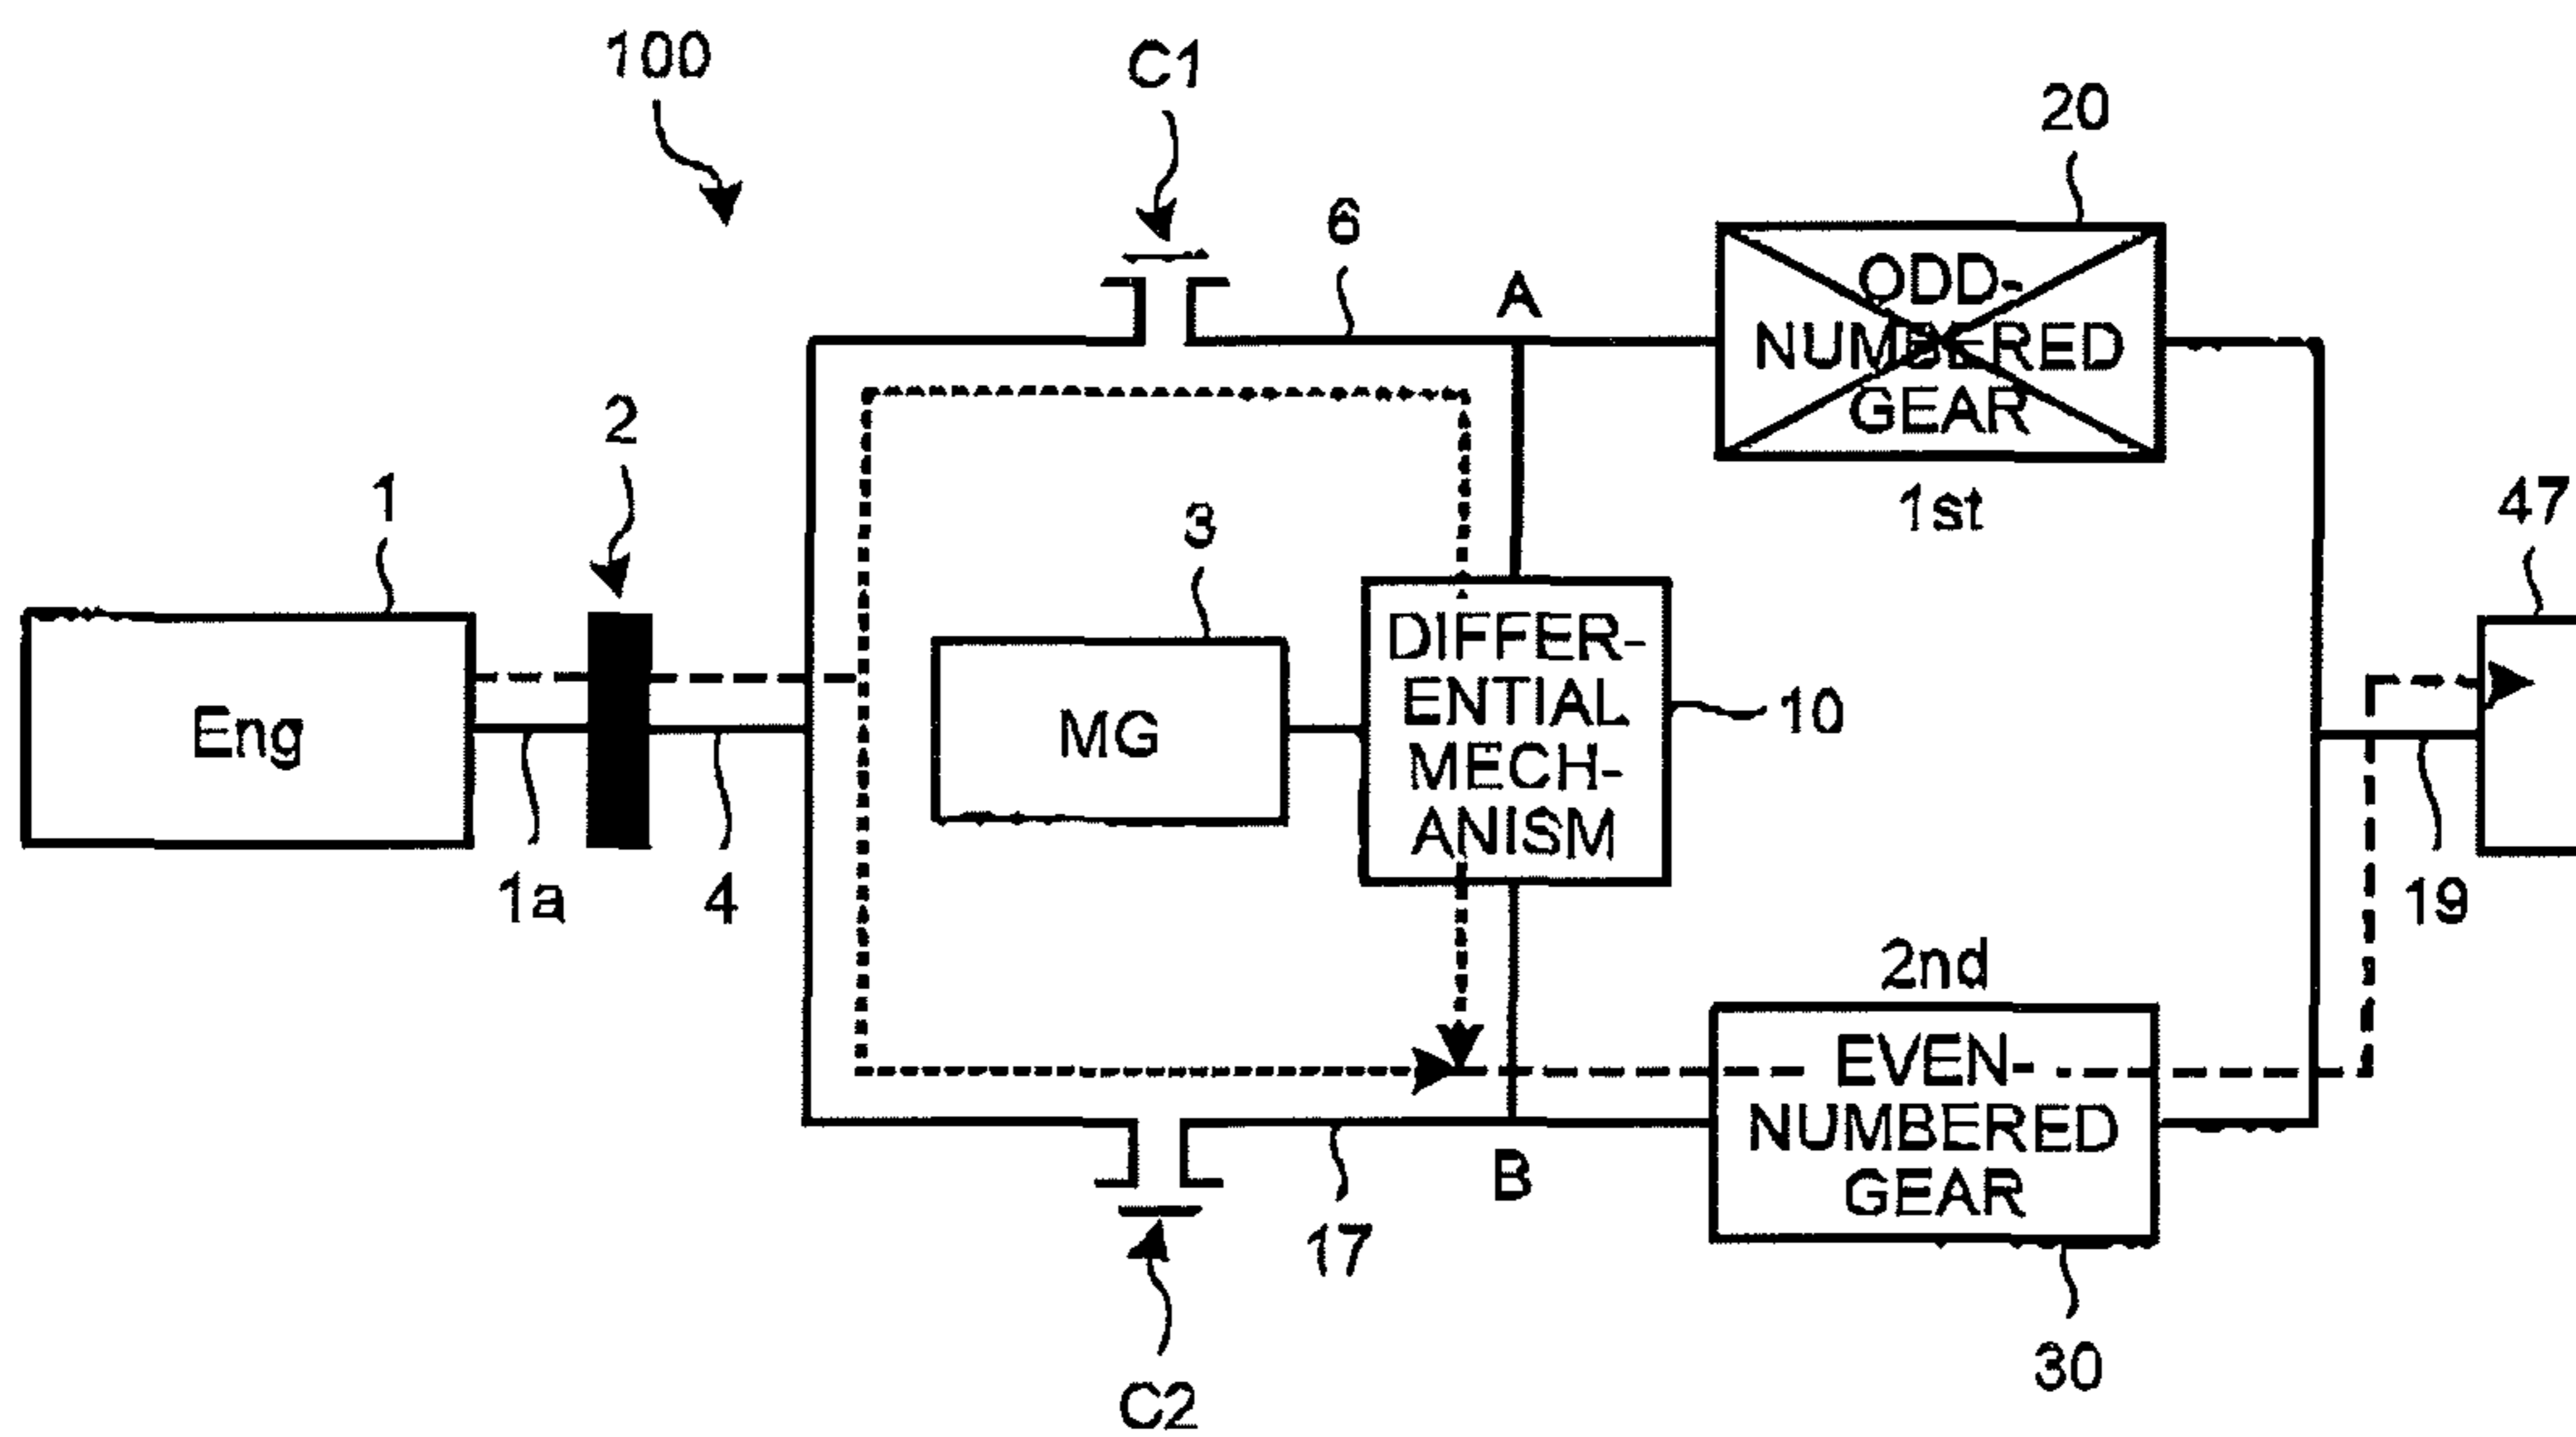 100
C1
20
6
A
ODD-
NUMBERED
GEAR
1st
2
1
3
47
Eng
MG
DIFFER-
ENTIAL
MECH-
ANISM
10
1a
4
19
2nd
EVEN-
NUMBERED
GEAR
B
17
30
C2